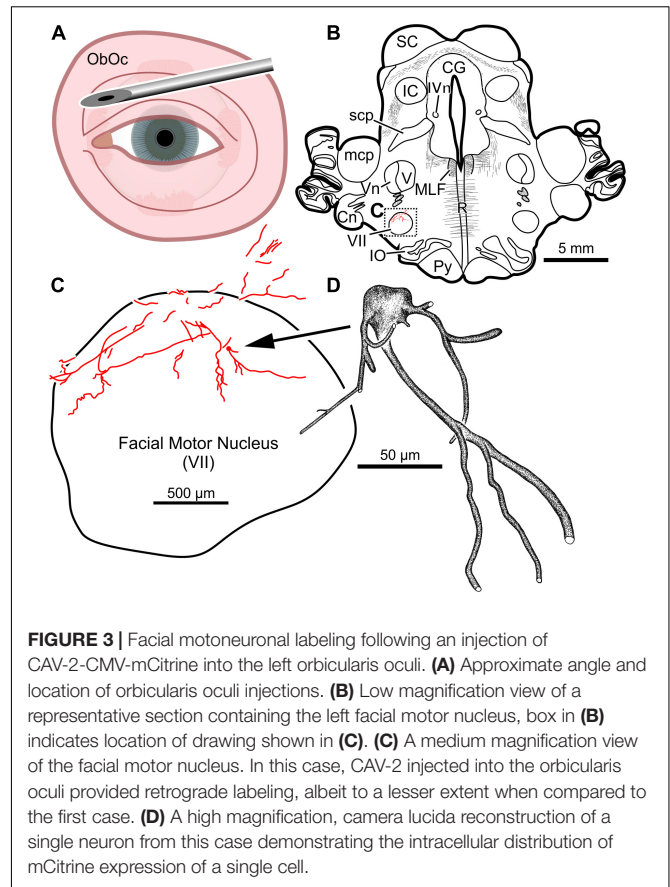 A
ObOc
B
SC
CG
IC
IVn
scp
mcp
Vn
V
MLF
Cn
C
R
VII
IO
Py
5 mm
C
D
Facial Motor Nucleus
(VII)
500 µm
50 µm
FIGURE 3 | Facial motoneuronal labeling following an injection of
CAV-2-CMV-mCitrine into the left orbicularis oculi. (A) Approximate angle and
location of orbicularis oculi injections. (B) Low magnification view of a
representative section containing the left facial motor nucleus, box in (B)
indicates location of drawing shown in (C). (C) A medium magnification view
of the facial motor nucleus. In this case, CAV-2 injected into the orbicularis
oculi provided retrograde labeling, albeit to a lesser extent when compared to
the first case. (D) A high magnification, camera lucida reconstruction of a
single neuron from this case demonstrating the intracellular distribution of
mCitrine expression of a single cell.